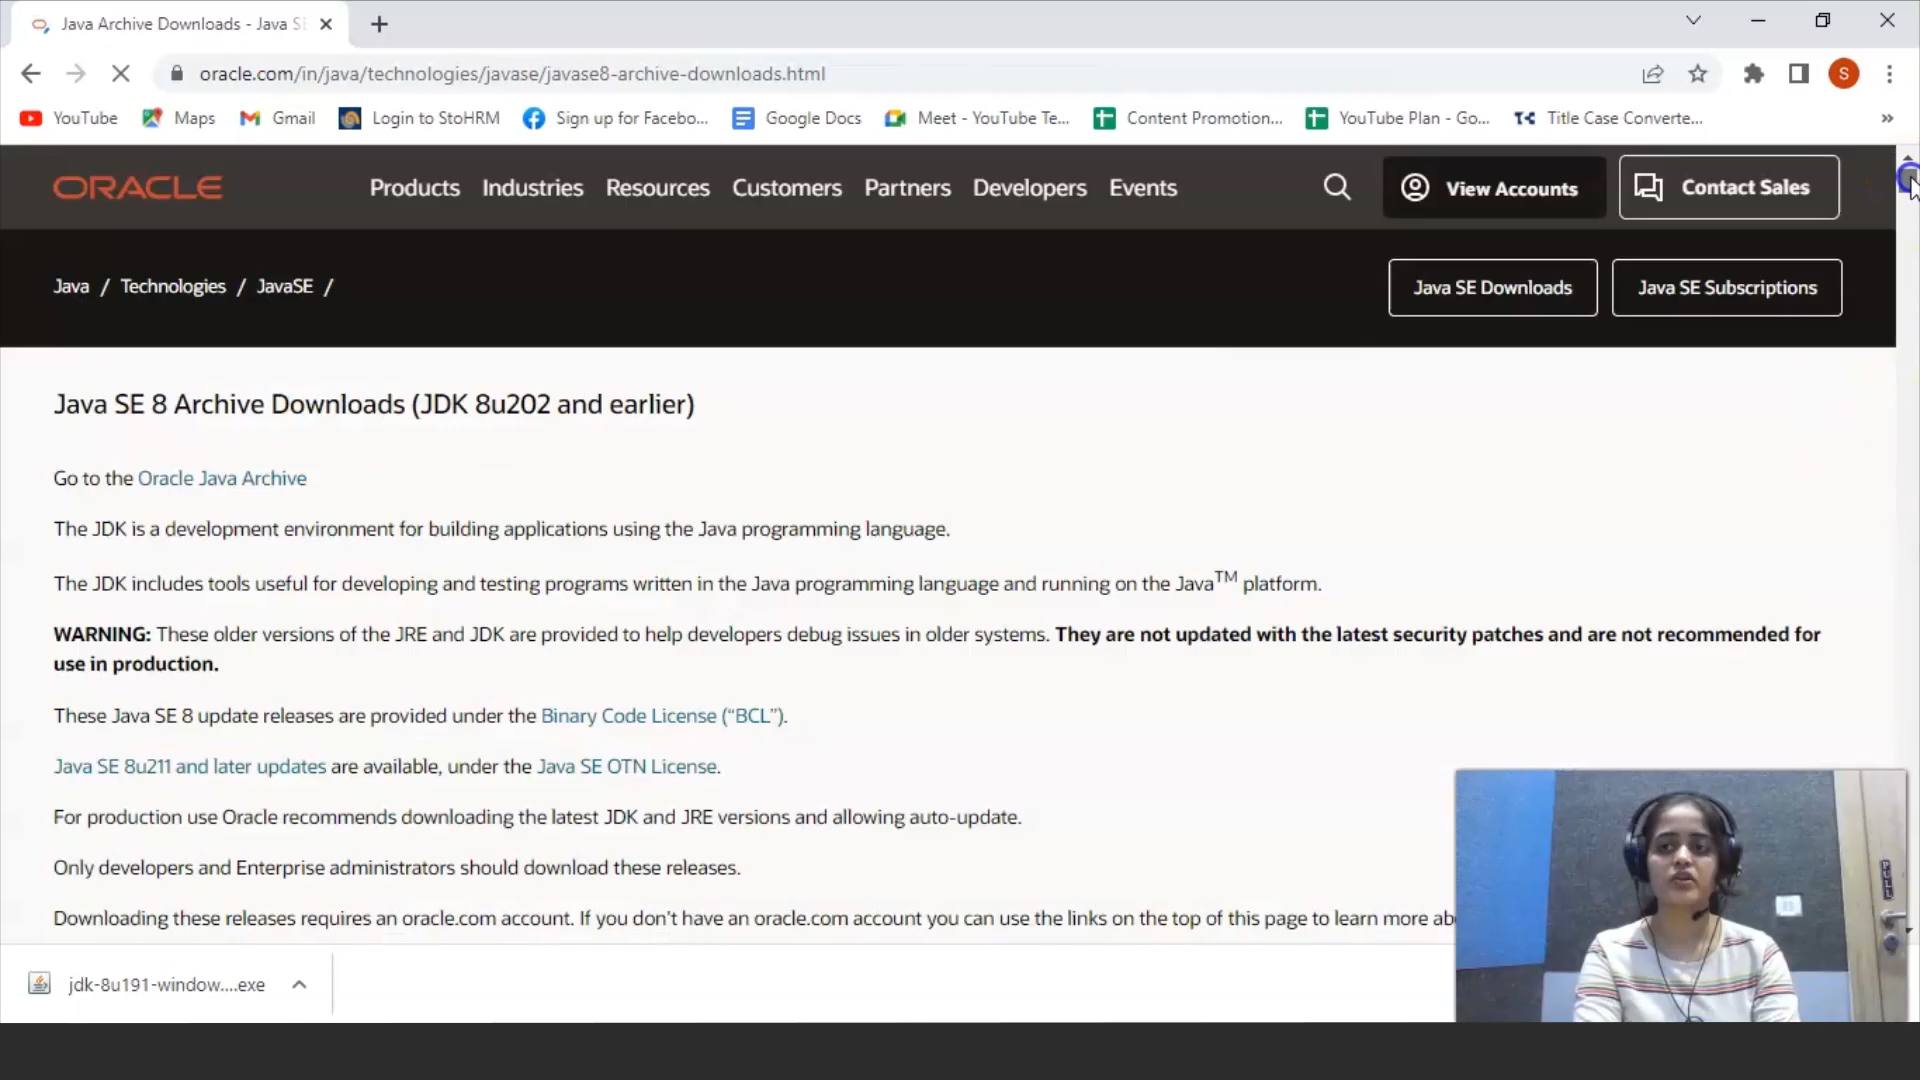 Java Archive Downloads - Java S
oracle.com/in/java/technologies/javase/javase8-archive-downloads.html
S
YouTube
Maps
Gmail
Login to StoHRM
Sign up for Facebo...
Google Docs
Meet - YouTube Te...
Content Promotion...
YouTube Plan - Go...
Title Case Converte...
»
ORACLE
Products
Industries
Resources
Customers
Partners
Developers
Events
View Accounts
Contact Sales
Java / Technologies / JavaSE /
Java SE Downloads
Java SE Subscriptions
Java SE 8 Archive Downloads (JDK 8u202 and earlier)
Go to the Oracle Java Archive
The JDK is a development environment for building applications using the Java programming language.
The JDK includes tools useful for developing and testing programs written in the Java programming language and running on the Java™ platform.
WARNING: These older versions of the JRE and JDK are provided to help developers debug issues in older systems. They are not updated with the latest security patches and are not recommended for
use in production.
These Java SE 8 update releases are provided under the Binary Code License (“BCL”).
Java SE 8u211 and later updates are available, under the Java SE OTN License.
For production use Oracle recommends downloading the latest JDK and JRE versions and allowing auto-update.
Only developers and Enterprise administrators should download these releases.
Downloading these releases requires an oracle.com account. If you don't have an oracle.com account you can use the links on the top of this page to learn more ab
jdk-8u191-window....exe